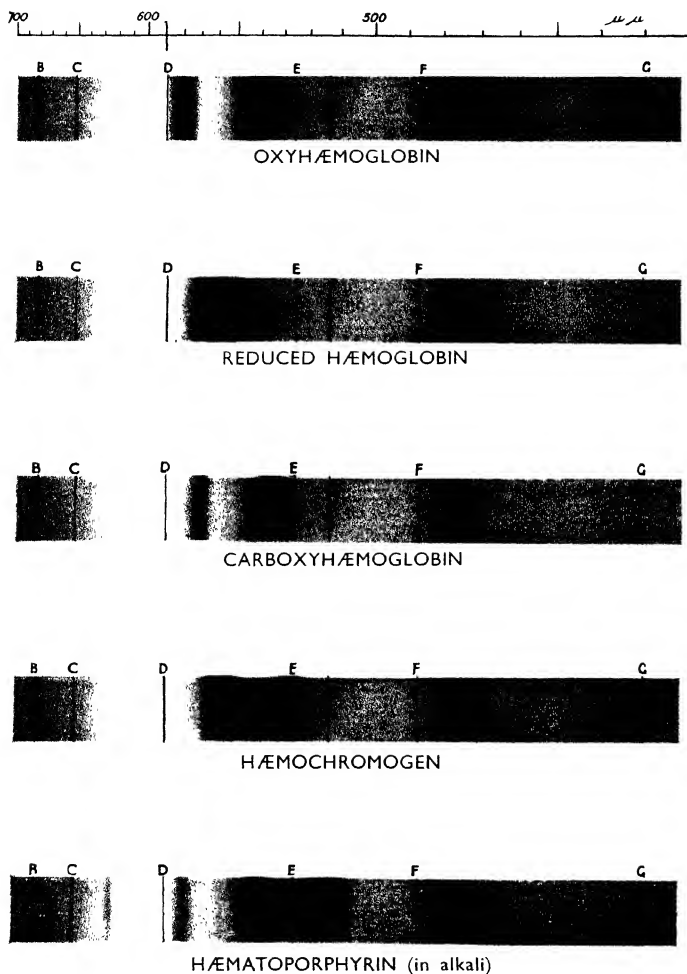 700 600 500 μμ
B C D E F G
OXYHÆMOGLOBIN
B C D E F G
REDUCED HÆMOGLOBIN
B C D E F G
CARBOXYHÆMOGLOBIN
B C D E F G
HÆMOCHROMOGEN
B C D E F G
HÆMATOPORPHYRIN (in alkali)